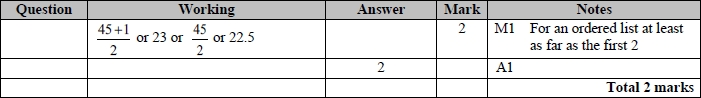 Question Working Answer Mark Notes
45+1
2
or 23 or 45
2
or 22.5 2 M1 For an ordered list at least
as far as the first 2
2 A1
Total 2 marks